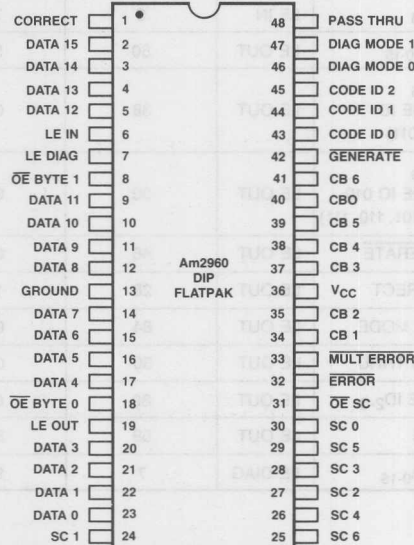 CORRECT 1 48 PASS THRU
DATA 15 2 47 DIAG MODE 1
DATA 14 3 46 DIAG MODE 0
DATA 13 4 45 CODE ID 2
DATA 12 5 44 CODE ID 1
LE IN 6 43 CODE ID 0
LE DIAG 7 42 GENERATE
OE BYTE 1 8 41 CB 6
DATA 11 9 40 CBO
DATA 10 10 39 CB 5
DATA 9 11 38 CB 4
DATA 8 12 37 CB 3
Am2960
DIP
FLATPAK
GROUND 13 36 VCC
DATA 7 14 35 CB 2
DATA 6 15 34 CB 1
DATA 5 16 33 MULT ERROR
DATA 4 17 32 ERROR
OE BYTE 0 18 31 OE SC
LE OUT 19 30 SC 0
DATA 3 20 29 SC 5
DATA 2 21 28 SC 3
DATA 1 22 27 SC 2
DATA 0 23 26 SC 4
SC 1 24 25 SC 6